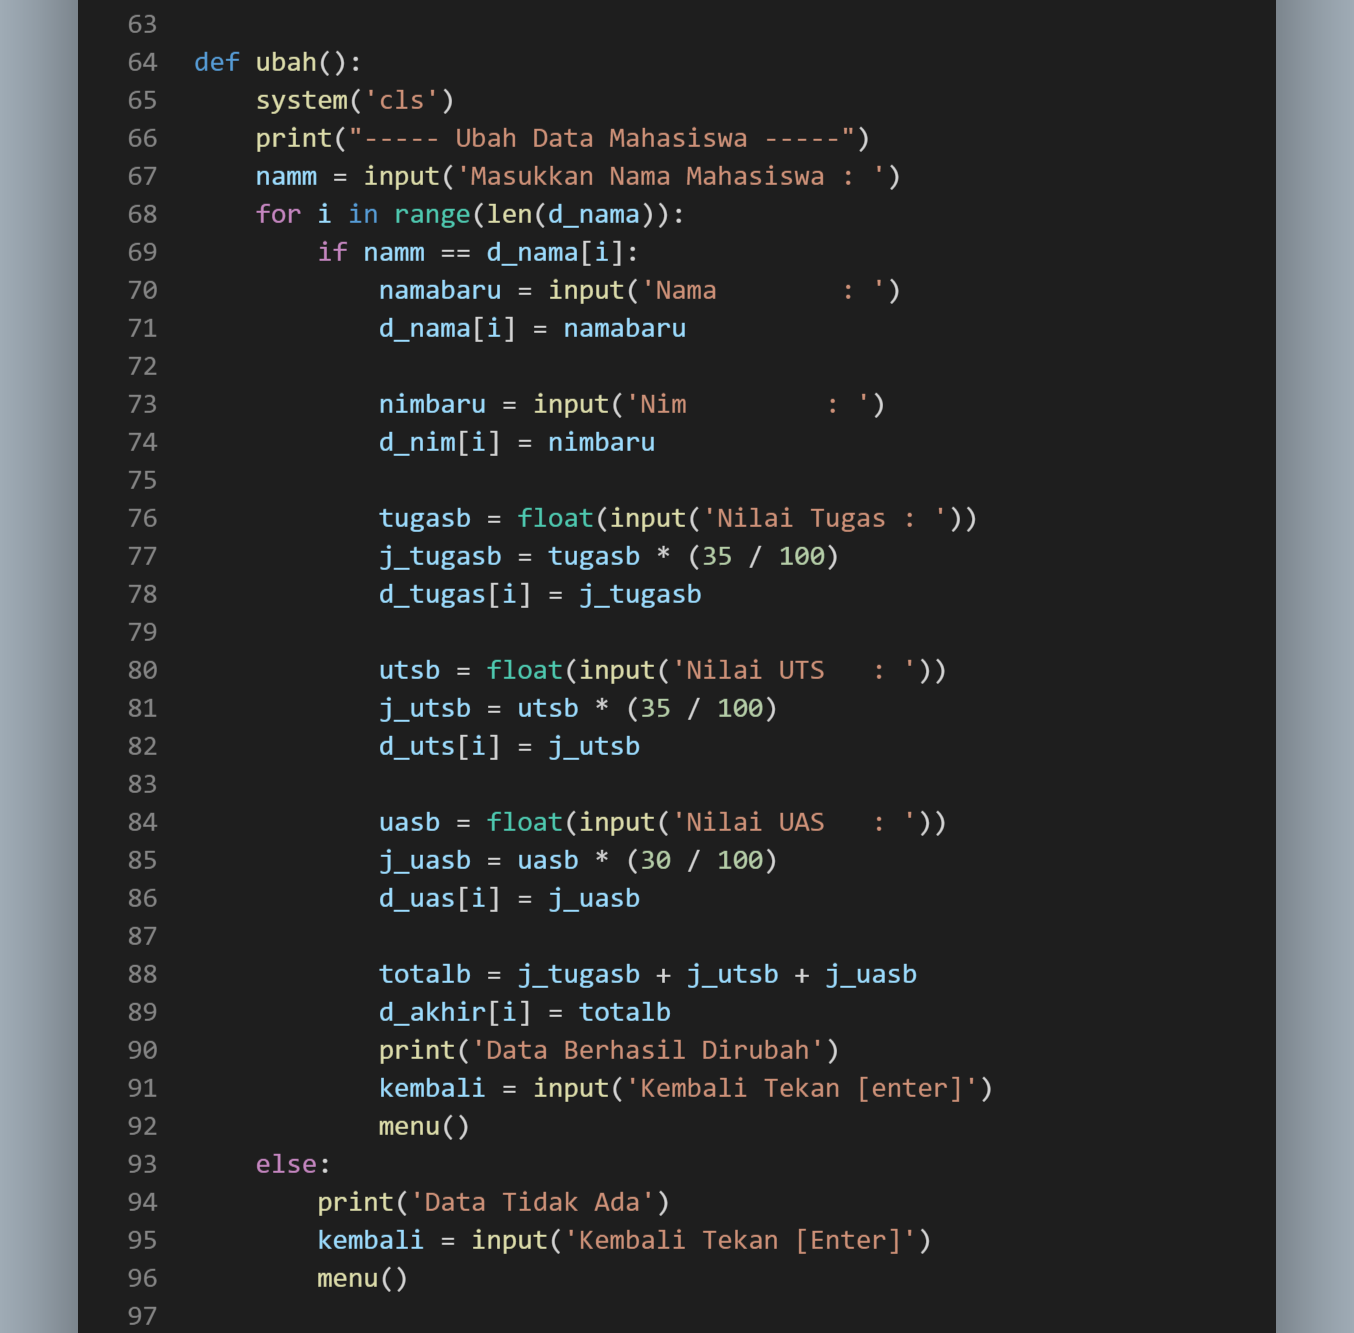 63
64 def ubah():
65     system('cls')
66     print("----- Ubah Data Mahasiswa -----")
67     namm = input('Masukkan Nama Mahasiswa : ')
68     for i in range(len(d_nama)):
69         if namm == d_nama[i]:
70             namabaru = input('Nama        : ')
71             d_nama[i] = namabaru
72
73             nimbaru = input('Nim         : ')
74             d_nim[i] = nimbaru
75
76             tugasb = float(input('Nilai Tugas : '))
77             j_tugasb = tugasb * (35 / 100)
78             d_tugas[i] = j_tugasb
79
80             utsb = float(input('Nilai UTS   : '))
81             j_utsb = utsb * (35 / 100)
82             d_uts[i] = j_utsb
83
84             uasb = float(input('Nilai UAS   : '))
85             j_uasb = uasb * (30 / 100)
86             d_uas[i] = j_uasb
87
88             totalb = j_tugasb + j_utsb + j_uasb
89             d_akhir[i] = totalb
90             print('Data Berhasil Dirubah')
91             kembali = input('Kembali Tekan [enter]')
92             menu()
93     else:
94         print('Data Tidak Ada')
95         kembali = input('Kembali Tekan [Enter]')
96         menu()
97